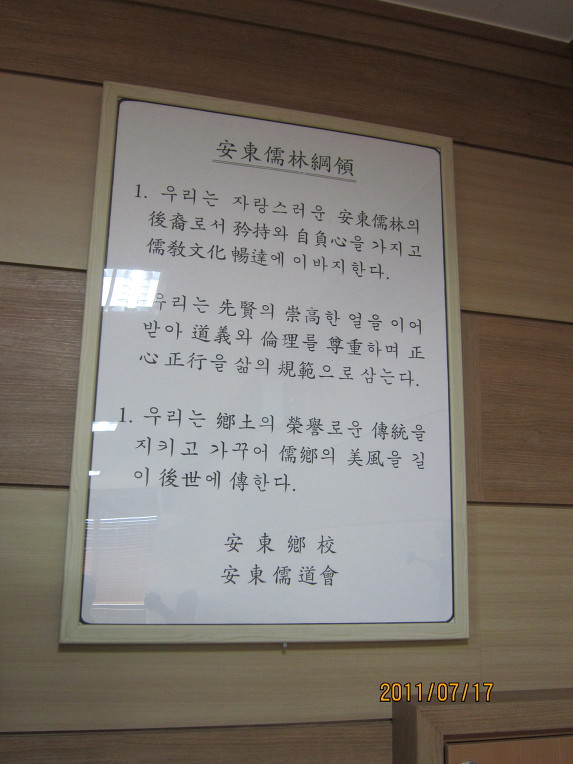 安東儒林綱領
1. 우리는 자랑스러운 安東儒林의
後裔로서 矜持와 自負心을 가지고
儒敎文化 暢達에 이바지한다.
우리는 先賢의 崇高한 얼을 이어
받아 道義와 倫理를 尊重하며 正
心 正行을 삶의 規範으로 삼는다.
1. 우리는 鄕土의 榮譽로운 傳統을
지키고 가꾸어 儒鄕의 美風을 길
이 後世에 傳한다.
安東鄕校
安東儒道會
2011/07/17